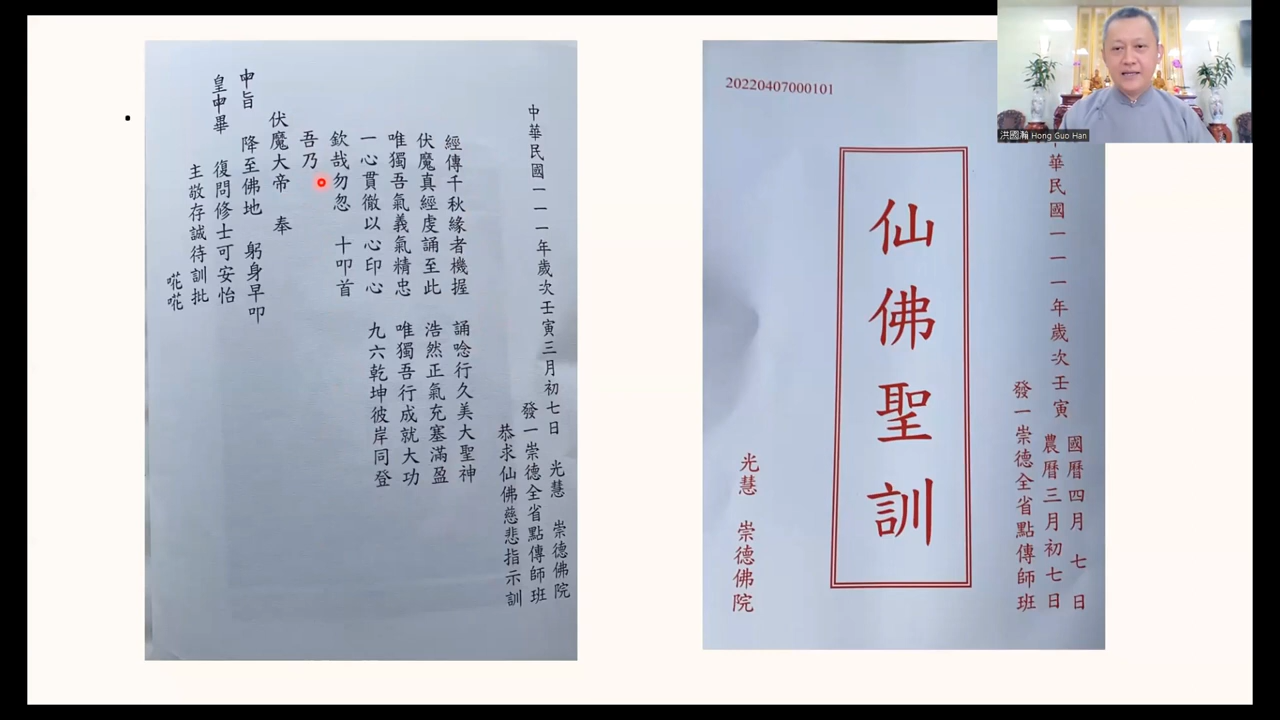 洪國瀚 Hong Guo Han
中華民國一一一年歲次壬寅三月初七日　光慧　崇德佛院
發一崇德全省點傳師班
恭求仙佛慈悲指示訓
經傳千秋緣者機握　誦唸行久美大聖神
伏魔真經虔誦至此　浩然正氣充塞滿盈
唯獨吾氣義氣精忠　唯獨吾行成就大功
一心貫徹以心印心　九六乾坤彼岸同登
欽哉勿忽　十叩首
吾乃
伏魔大帝　奉
𣫭旨　降至佛地　躬身早叩
皇𣫭畢　復問修士可安怡
主敬存誠待訓批
20220407000101
國曆四月 七 日
華民國一一一年歲次壬寅
農曆三月初七日
發一崇德全省點傳師班
仙佛聖訓
光慧　崇德佛院